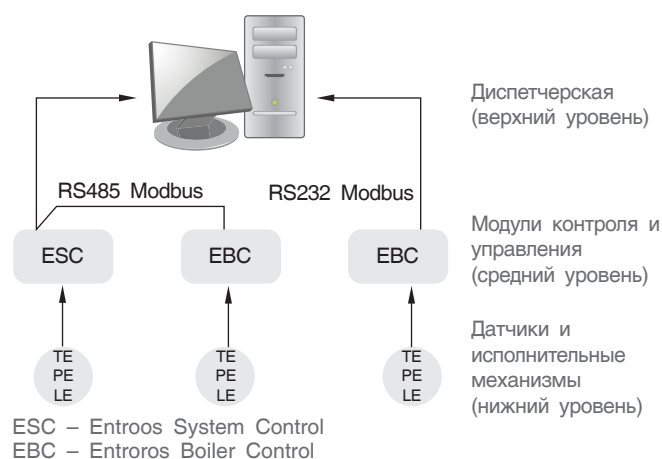 Диспетчерская
(верхний уровень)
RS485 Modbus
RS232 Modbus
ESC
EBC
EBC
Модули контроля и
управления
(средний уровень)
TE
PE
LE
TE
PE
LE
TE
PE
LE
Датчики и
исполнительные
механизмы
(нижний уровень)
ESC – Entroos System Control
EBC – Entroros Boiler Control